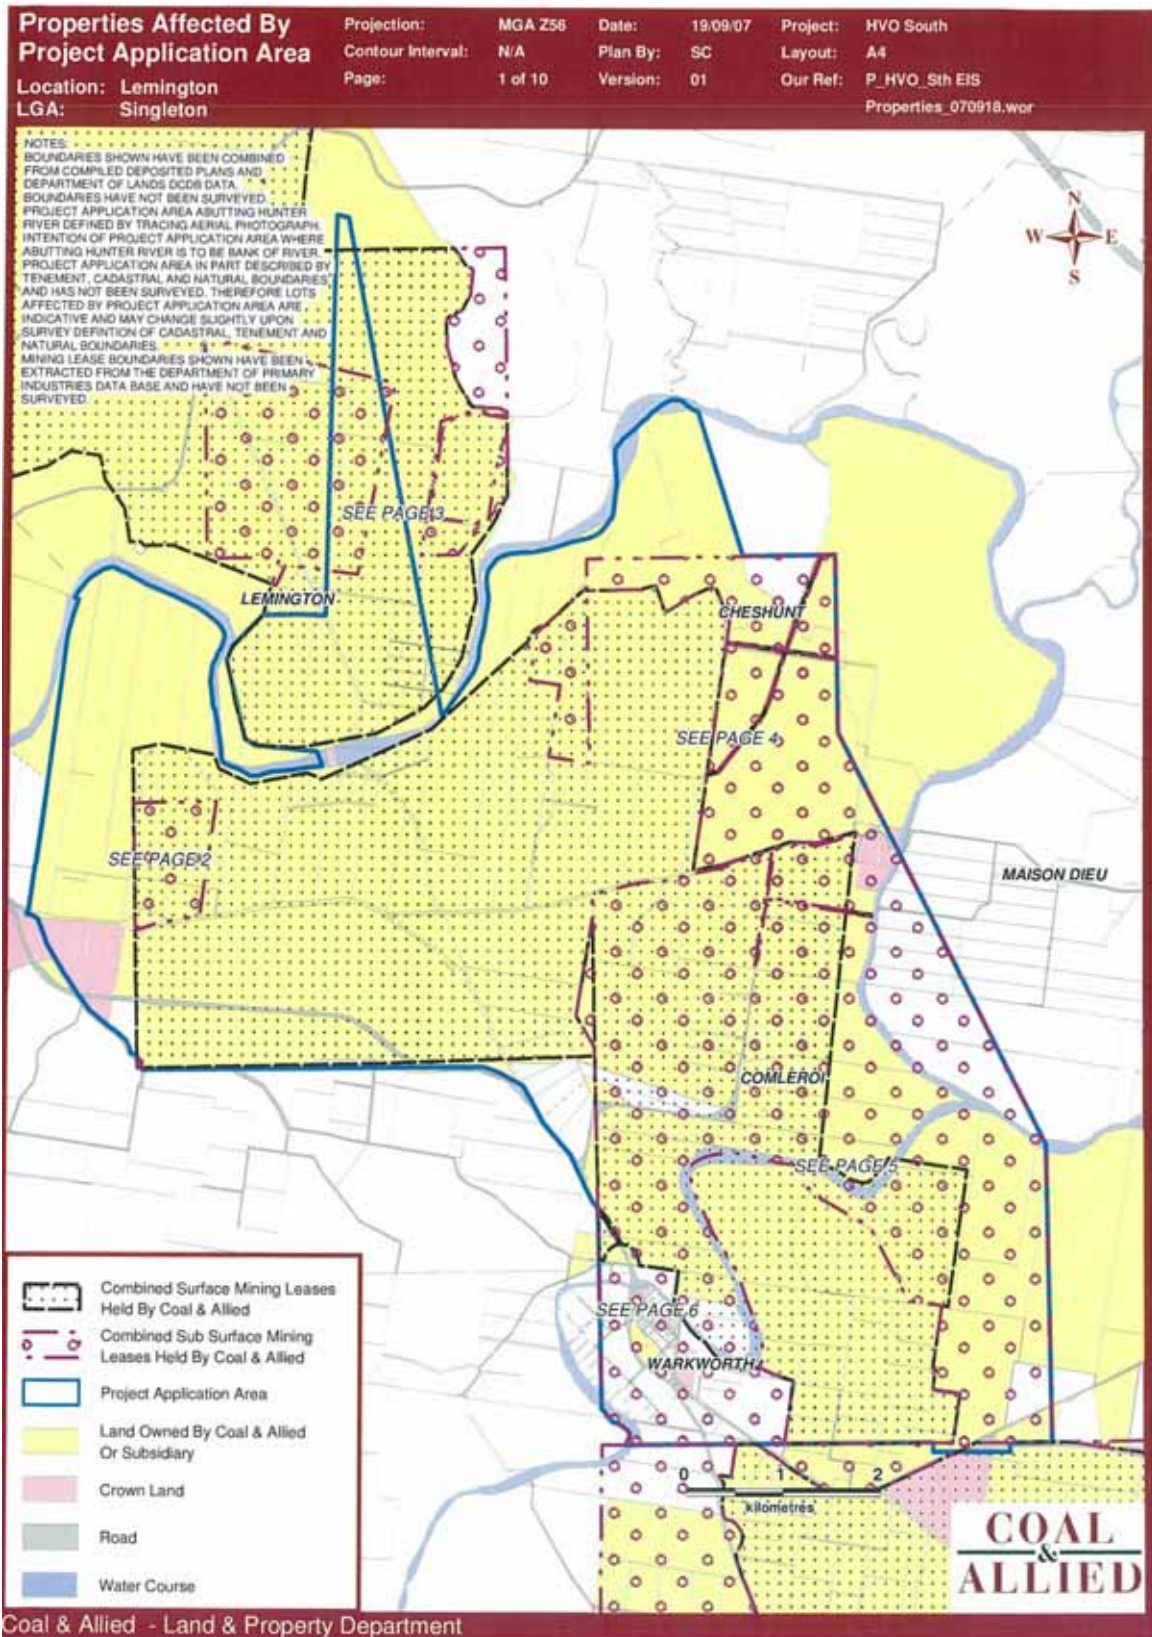 Properties Affected By
Project Application Area
Location: Lemington
LGA: Singleton
Projection: MGA Z56 Date: 19/09/07 Project: HVO South
Contour Interval: N/A Plan By: SC Layout: A4
Page: 1 of 10 Version: 01 Our Ref: P_HVO_Sth EIS
Properties_070918.wor
NOTES:
BOUNDARIES SHOWN HAVE BEEN COMBINED
FROM COMPILED DEPOSITED PLANS AND
DEPARTMENT OF LANDS DCDB DATA.
BOUNDARIES HAVE NOT BEEN SURVEYED.
PROJECT APPLICATION AREA ABUTTING HUNTER
RIVER DEFINED BY TRACING AERIAL PHOTOGRAPH.
INTENTION OF PROJECT APPLICATION AREA WHERE
ABUTTING HUNTER RIVER IS TO BE BANK OF RIVER.
PROJECT APPLICATION AREA IN PART DESCRIBED BY
TENEMENT, CADASTRAL AND NATURAL BOUNDARIES
AND HAS NOT BEEN SURVEYED. THEREFORE LOTS
AFFECTED BY PROJECT APPLICATION AREA ARE
INDICATIVE AND MAY CHANGE SLIGHTLY UPON
SURVEY DEFINTION OF CADASTRAL, TENEMENT AND
NATURAL BOUNDARIES.
MINING LEASE BOUNDARIES SHOWN HAVE BEEN
EXTRACTED FROM THE DEPARTMENT OF PRIMARY
INDUSTRIES DATA BASE AND HAVE NOT BEEN
SURVEYED.
N
W E
S
SEE PAGE 3
LEMINGTON
CHESHUNT
SEE PAGE 4
SEE PAGE 2
MAISON DIEU
COMLEROI
SEE PAGE 5
SEE PAGE 6
WARKWORTH
0 1 2
kilometres
Combined Surface Mining Leases
Held By Coal & Allied
Combined Sub Surface Mining
Leases Held By Coal & Allied
Project Application Area
Land Owned By Coal & Allied
Or Subsidiary
Crown Land
Road
Water Course
COAL
&
ALLIED
Coal & Allied - Land & Property Department